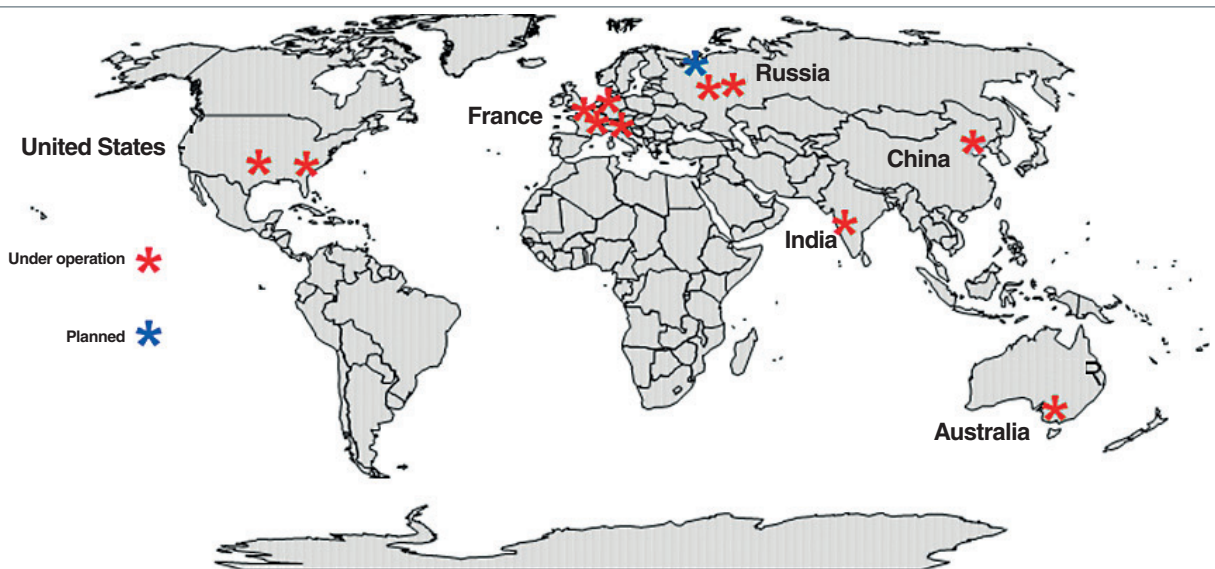 Russia
France
United States
China
India
Under operation
Planned
Australia